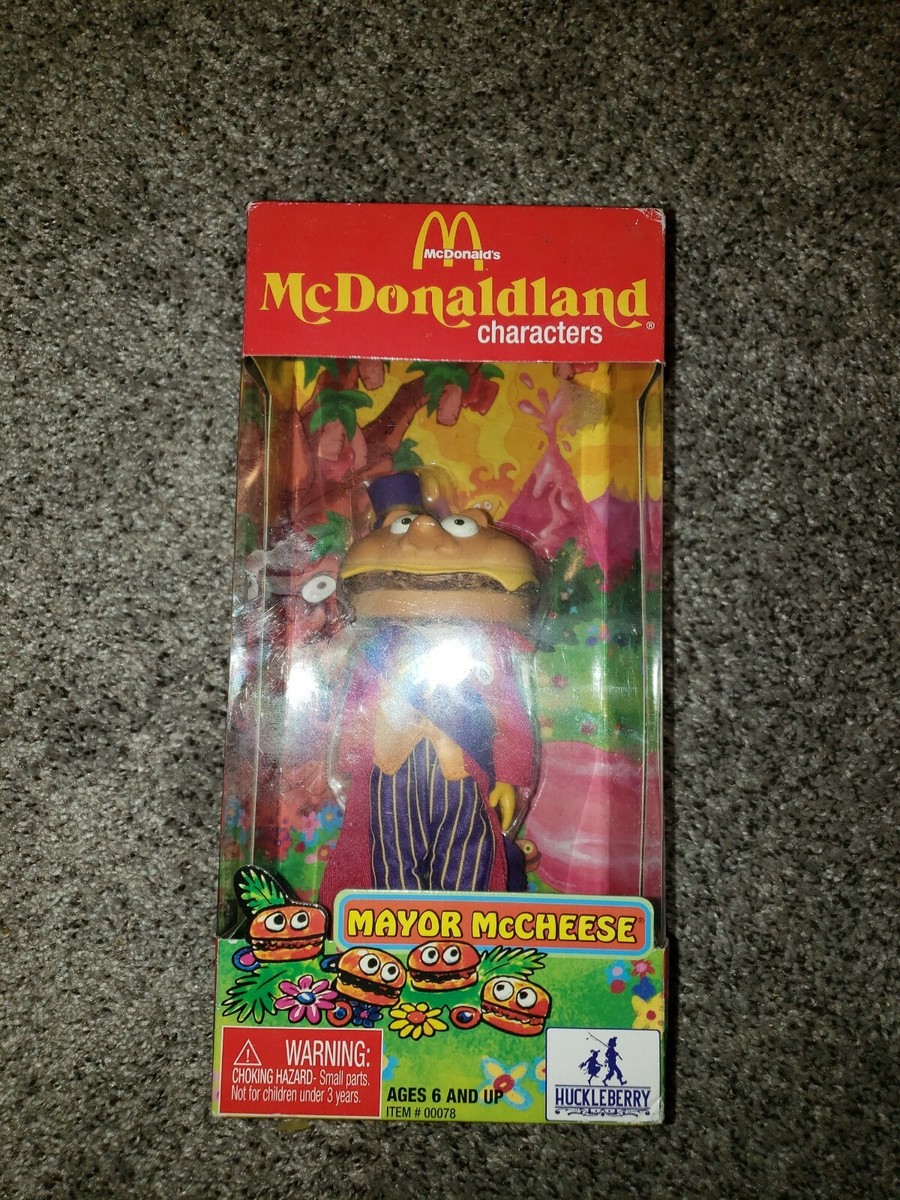 McDonald's
McDonaldland®
characters
MAYOR McCHEESE
WARNING:
CHOKING HAZARD- Small parts.
Not for children under 3 years.
AGES 6 AND UP
ITEM # 00078
HUCKLEBERRY